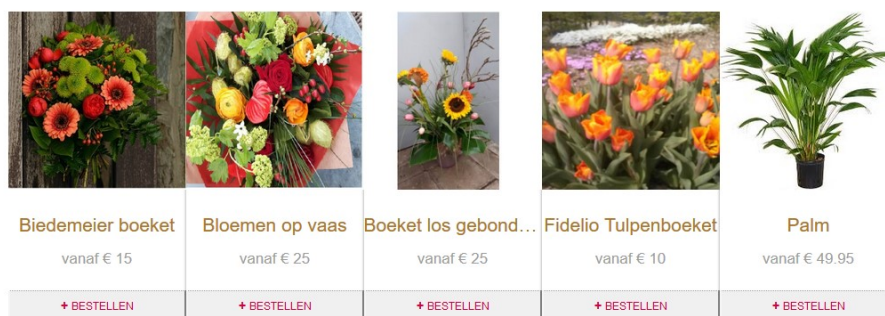 Biedemeier boeket
vanaf € 15
+ BESTELLEN
Bloemen op vaas
vanaf € 25
+ BESTELLEN
Boeket los gebond...
vanaf € 25
+ BESTELLEN
Fidelio Tulpenboeket
vanaf € 10
+ BESTELLEN
Palm
vanaf € 49.95
+ BESTELLEN